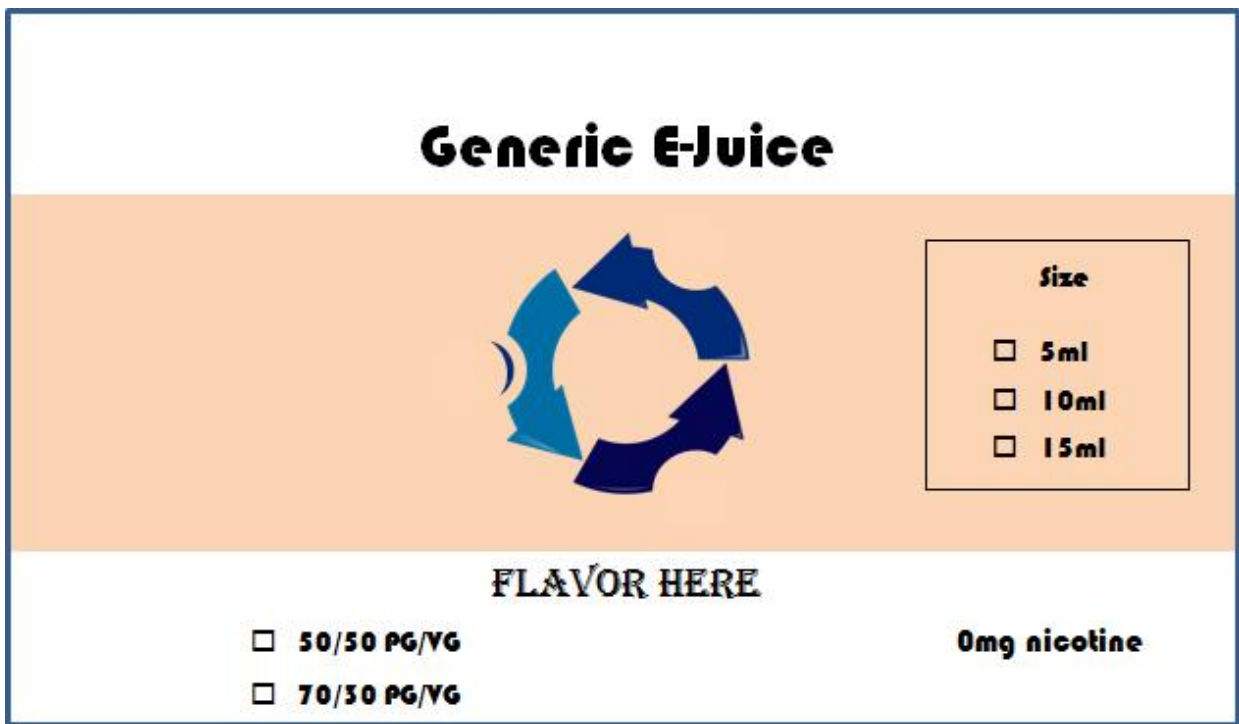 Generic E-Juice
Size
☐ 5ml
☐ 10ml
☐ 15ml
FLAVOR HERE
☐ 50/50 PG/VG
0mg nicotine
☐ 70/30 PG/VG